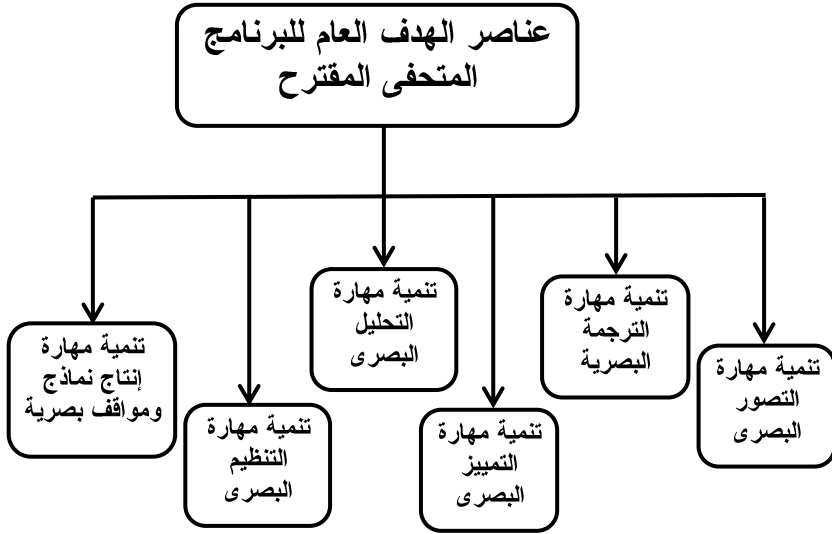 عناصر الهدف العام للبرنامج
المتحفى المقترح
تنمية مهارة
التصور
البصرى
تنمية مهارة
الترجمة
البصرية
تنمية مهارة
التمييز
البصرى
تنمية مهارة
التحليل
البصرى
تنمية مهارة
التنظيم
البصرى
تنمية مهارة
إنتاج نماذج
ومواقف بصرية